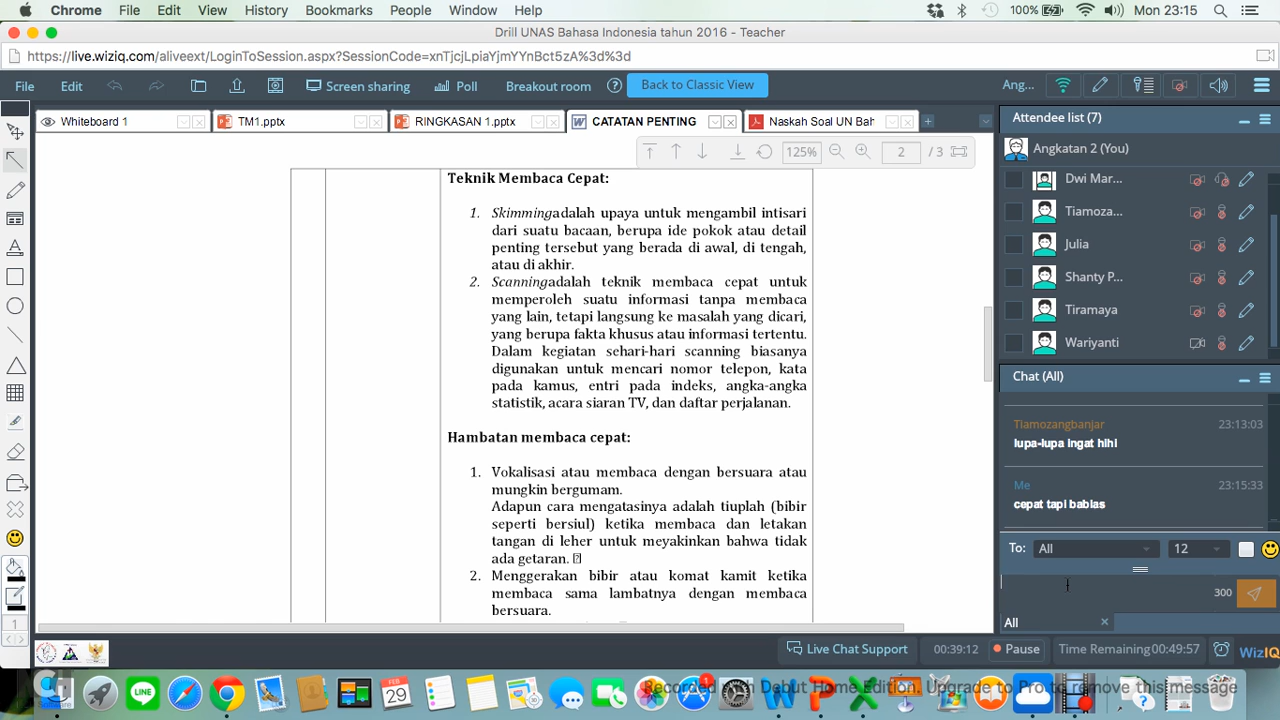 Chrome File Edit View History Bookmarks People Window Help 100% Mon 23:15
Drill UNAS Bahasa Indonesia tahun 2016 - Teacher
https://live.wiziq.com/aliveext/LoginToSession.aspx?SessionCode=xnTjcjLpiaYjmYYnBct5zA%3d%3d
File Edit Screen sharing Poll Breakout room ? Back to Classic View Ang...
Whiteboard 1 TM1.pptx RINGKASAN 1.pptx CATATAN PENTING Naskah Soal UN Bah
125% 2 / 3
Teknik Membaca Cepat:
1. Skimmingadalah upaya untuk mengambil intisari
dari suatu bacaan, berupa ide pokok atau detail
penting tersebut yang berada di awal, di tengah,
atau di akhir.
2. Scanningadalah teknik membaca cepat untuk
memperoleh suatu informasi tanpa membaca
yang lain, tetapi langsung ke masalah yang dicari,
yang berupa fakta khusus atau informasi tertentu.
Dalam kegiatan sehari-hari scanning biasanya
digunakan untuk mencari nomor telepon, kata
pada kamus, entri pada indeks, angka-angka
statistik, acara siaran TV, dan daftar perjalanan.
Hambatan membaca cepat:
1. Vokalisasi atau membaca dengan bersuara atau
mungkin bergumam.
Adapun cara mengatasinya adalah tiuplah (bibir
seperti bersiul) ketika membaca dan letakan
tangan di leher untuk meyakinkan bahwa tidak
ada getaran.
2. Menggerakan bibir atau komat kamit ketika
membaca sama lambatnya dengan membaca
bersuara.
Attendee list (7)
Angkatan 2 (You)
Dwi Mar...
Tiamoza...
Julia
Shanty P...
Tiramaya
Wariyanti
Chat (All)
Tiamozangbanjar 23:13:03
lupa-lupa ingat hihi
Me 23:15:33
cepat tapi bablas
To: All 12
300
All
1
Live Chat Support 00:39:12 Pause Time Remaining 00:49:57 WizIQ
LINE FEB 29
Recorded with Debut Home Edition. Upgrade to Pro to remove this message